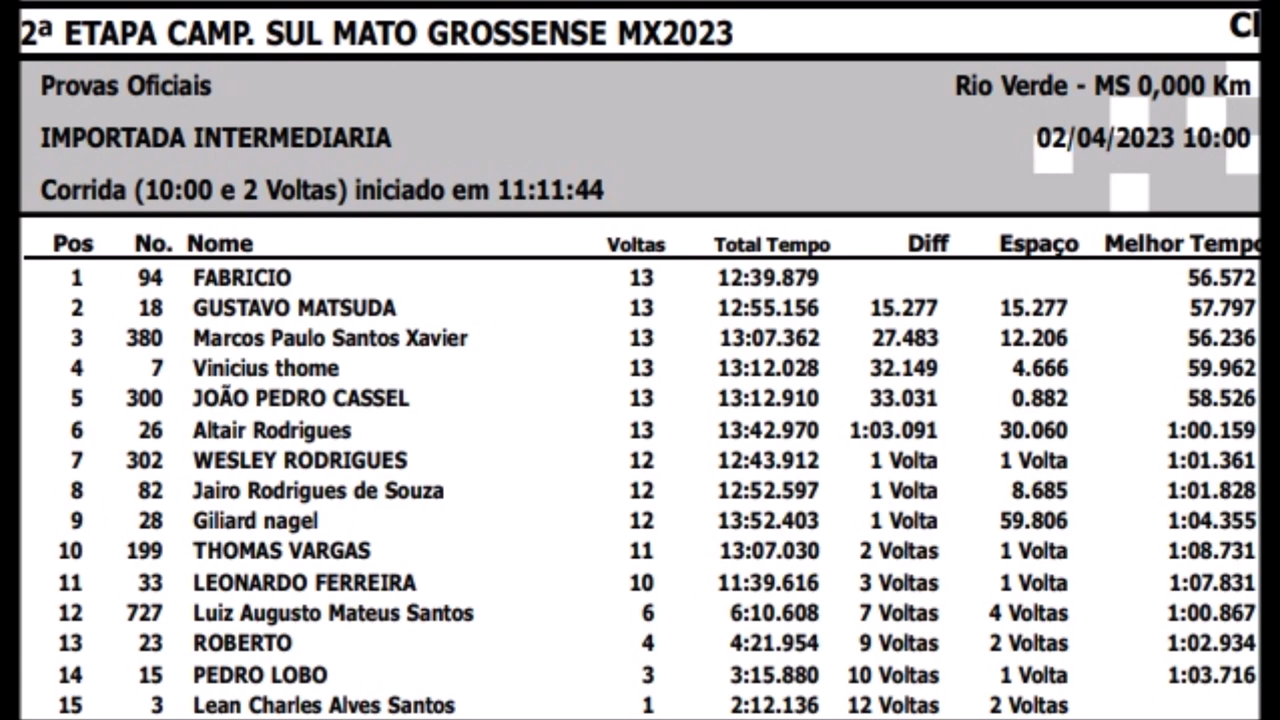 2ª ETAPA CAMP. SUL MATO GROSSENSE MX2023
Provas Oficiais Rio Verde - MS 0,000 Km
IMPORTADA INTERMEDIARIA 02/04/2023 10:00
Corrida (10:00 e 2 Voltas) iniciado em 11:11:44
Pos No. Nome Voltas Total Tempo Diff Espaço Melhor Tempo
1 94 FABRICIO 13 12:39.879 56.572
2 18 GUSTAVO MATSUDA 13 12:55.156 15.277 15.277 57.797
3 380 Marcos Paulo Santos Xavier 13 13:07.362 27.483 12.206 56.236
4 7 Vinicius thome 13 13:12.028 32.149 4.666 59.962
5 300 JOÃO PEDRO CASSEL 13 13:12.910 33.031 0.882 58.526
6 26 Altair Rodrigues 13 13:42.970 1:03.091 30.060 1:00.159
7 302 WESLEY RODRIGUES 12 12:43.912 1 Volta 1 Volta 1:01.361
8 82 Jairo Rodrigues de Souza 12 12:52.597 1 Volta 8.685 1:01.828
9 28 Giliard nagel 12 13:52.403 1 Volta 59.806 1:04.355
10 199 THOMAS VARGAS 11 13:07.030 2 Voltas 1 Volta 1:08.731
11 33 LEONARDO FERREIRA 10 11:39.616 3 Voltas 1 Volta 1:07.831
12 727 Luiz Augusto Mateus Santos 6 6:10.608 7 Voltas 4 Voltas 1:00.867
13 23 ROBERTO 4 4:21.954 9 Voltas 2 Voltas 1:02.934
14 15 PEDRO LOBO 3 3:15.880 10 Voltas 1 Volta 1:03.716
15 3 Lean Charles Alves Santos 1 2:12.136 12 Voltas 2 Voltas